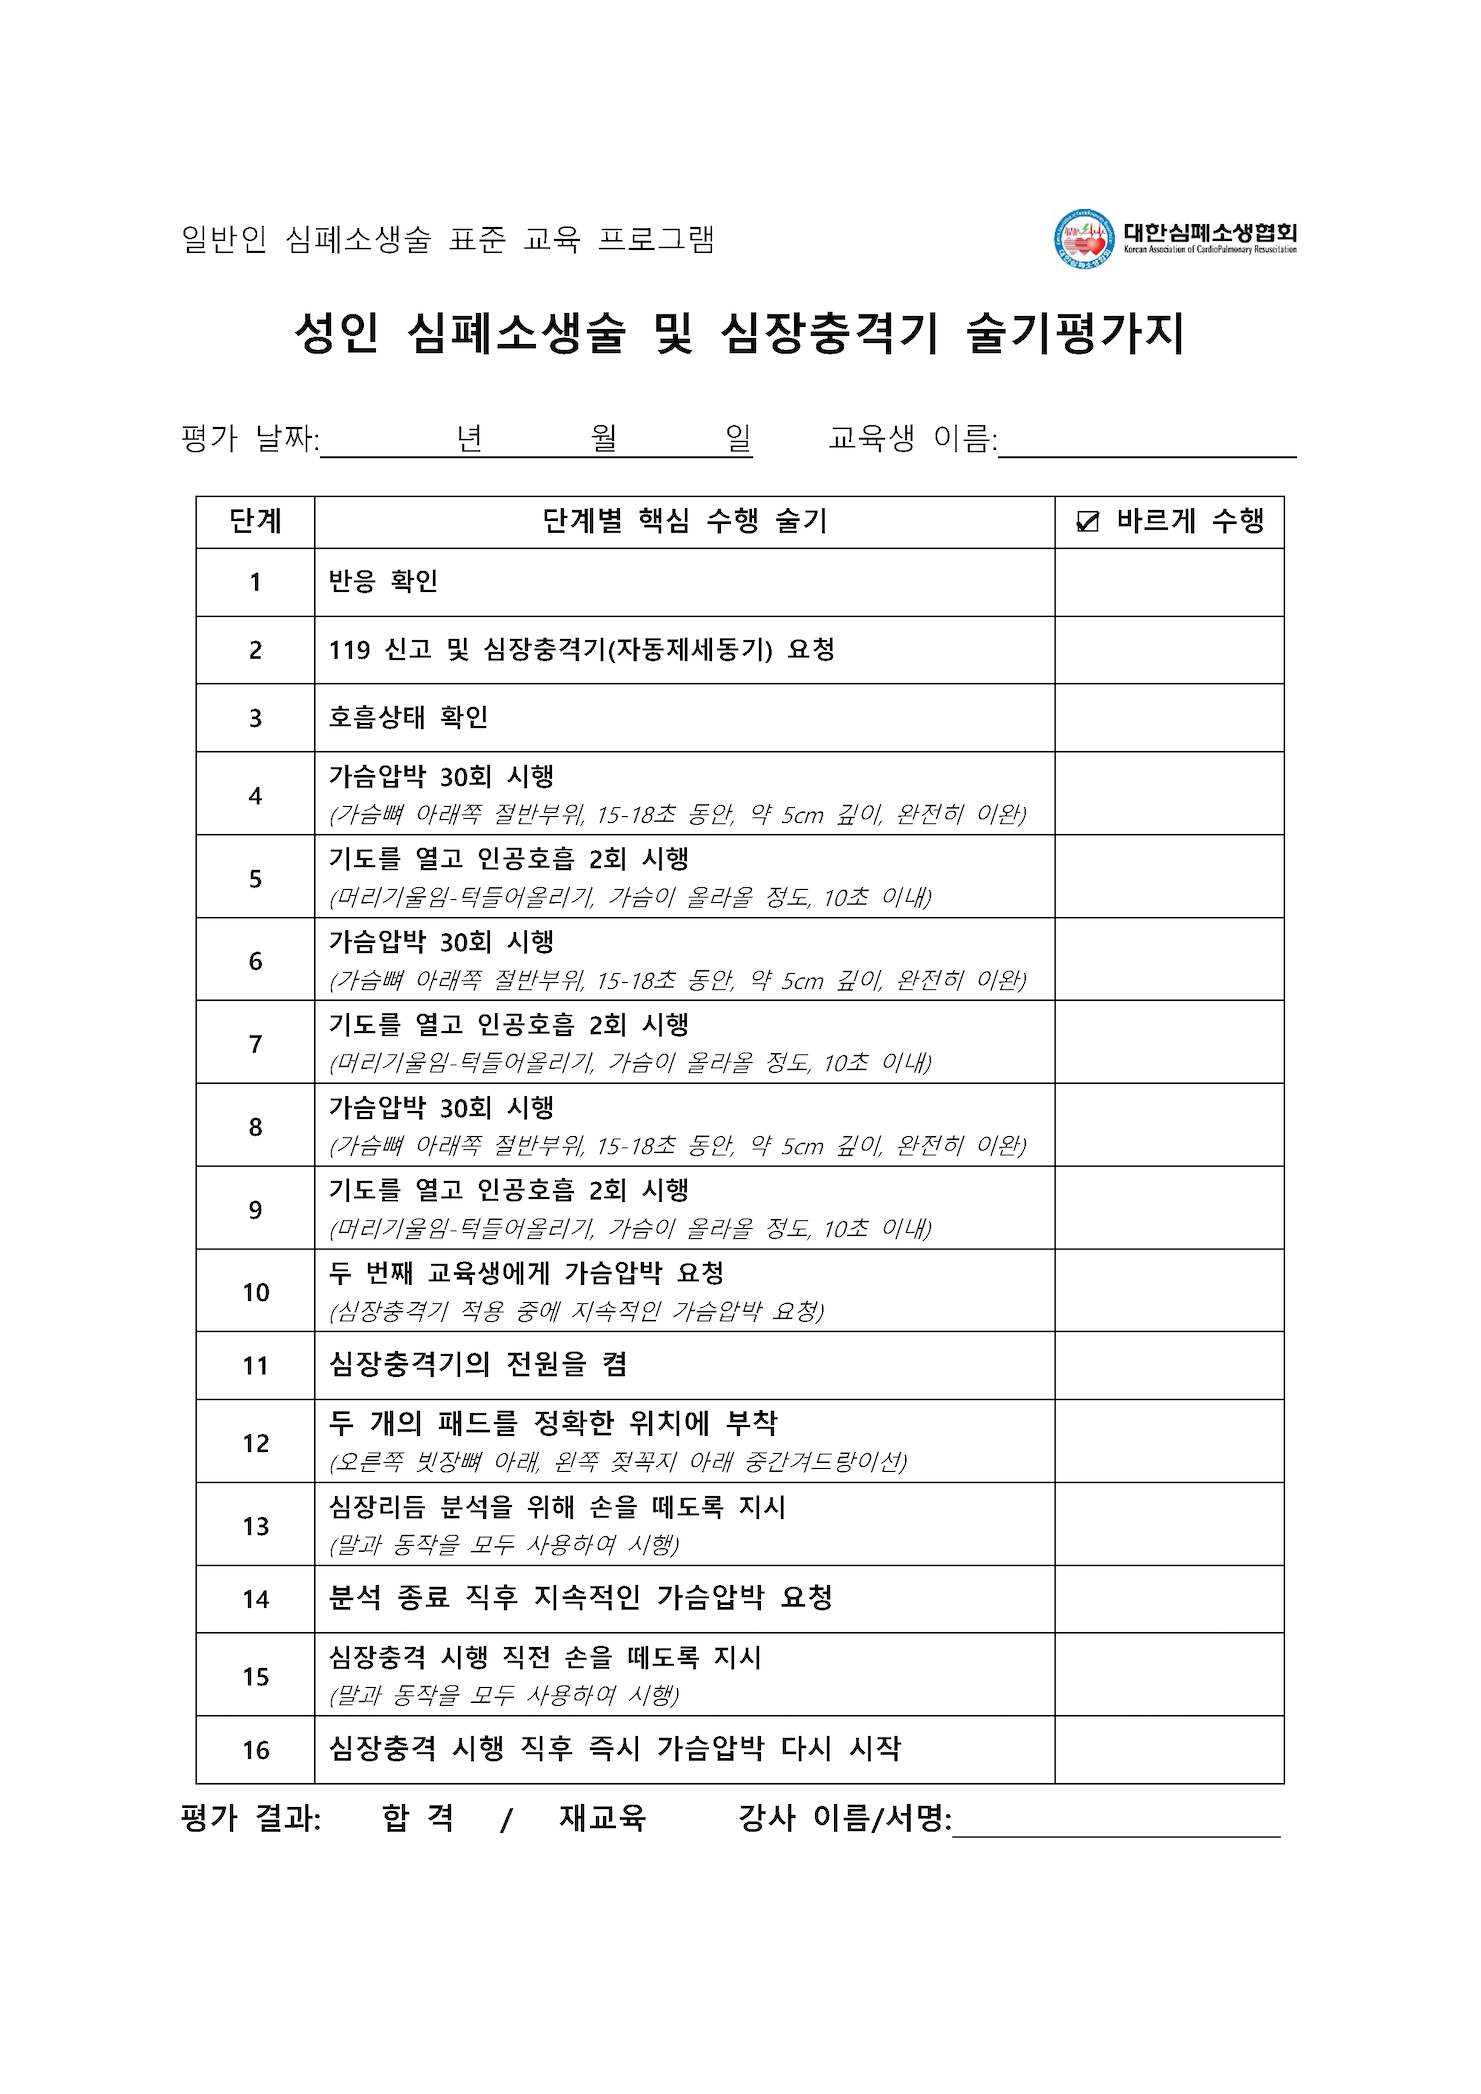 일반인 심폐소생술 표준 교육 프로그램
대한심폐소생협회
Korean Association of CardioPulmonary Resuscitation
성인 심폐소생술 및 심장충격기 술기평가지
평가 날짜: 년 월 일 교육생 이름:
단계 단계별 핵심 수행 술기 ☑ 바르게 수행
1 반응 확인
2 119 신고 및 심장충격기(자동제세동기) 요청
3 호흡상태 확인
4 가슴압박 30회 시행
(가슴뼈 아래쪽 절반부위, 15-18초 동안, 약 5cm 깊이, 완전히 이완)
5 기도를 열고 인공호흡 2회 시행
(머리기울임-턱들어올리기, 가슴이 올라올 정도, 10초 이내)
6 가슴압박 30회 시행
(가슴뼈 아래쪽 절반부위, 15-18초 동안, 약 5cm 깊이, 완전히 이완)
7 기도를 열고 인공호흡 2회 시행
(머리기울임-턱들어올리기, 가슴이 올라올 정도, 10초 이내)
8 가슴압박 30회 시행
(가슴뼈 아래쪽 절반부위, 15-18초 동안, 약 5cm 깊이, 완전히 이완)
9 기도를 열고 인공호흡 2회 시행
(머리기울임-턱들어올리기, 가슴이 올라올 정도, 10초 이내)
10 두 번째 교육생에게 가슴압박 요청
(심장충격기 적용 중에 지속적인 가슴압박 요청)
11 심장충격기의 전원을 켬
12 두 개의 패드를 정확한 위치에 부착
(오른쪽 빗장뼈 아래, 왼쪽 젖꼭지 아래 중간겨드랑이선)
13 심장리듬 분석을 위해 손을 떼도록 지시
(말과 동작을 모두 사용하여 시행)
14 분석 종료 직후 지속적인 가슴압박 요청
15 심장충격 시행 직전 손을 떼도록 지시
(말과 동작을 모두 사용하여 시행)
16 심장충격 시행 직후 즉시 가슴압박 다시 시작
평가 결과: 합 격 / 재교육 강사 이름/서명: